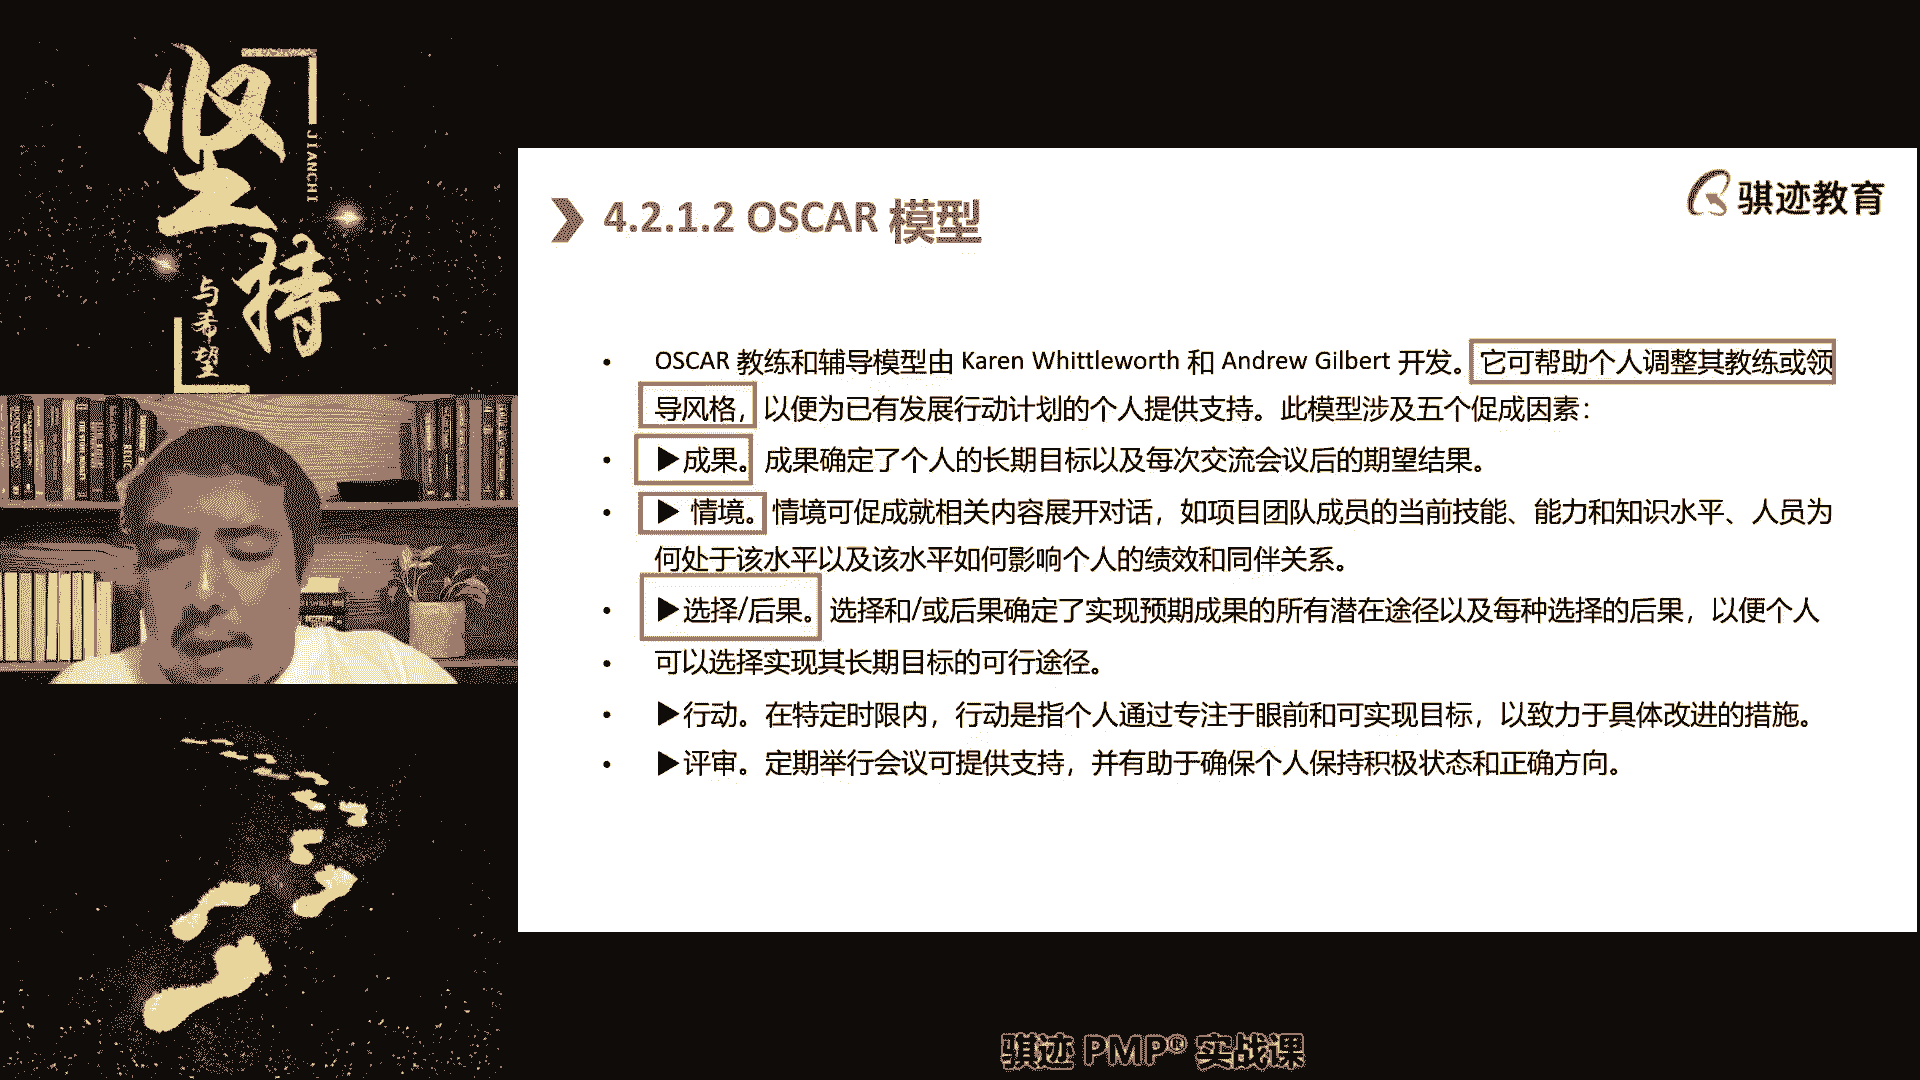 坚持
JIANCHI
与希望
骐迹教育
4.2.1.2 OSCAR 模型
• OSCAR 教练和辅导模型由 Karen Whittleworth 和 Andrew Gilbert 开发。它可帮助个人调整其教练或领
导风格，以便为已有发展行动计划的个人提供支持。此模型涉及五个促成因素：
• ▶成果。成果确定了个人的长期目标以及每次交流会议后的期望结果。
• ▶ 情境。情境可促成就相关内容展开对话，如项目团队成员的当前技能、能力和知识水平、人员为
何处于该水平以及该水平如何影响个人的绩效和同伴关系。
• ▶选择/后果。选择和/或后果确定了实现预期成果的所有潜在途径以及每种选择的后果，以便个人
• 可以选择实现其长期目标的可行途径。
• ▶行动。在特定时限内，行动是指个人通过专注于眼前和可实现目标，以致力于具体改进的措施。
• ▶评审。定期举行会议可提供支持，并有助于确保个人保持积极状态和正确方向。
骐迹 PMP® 实战课